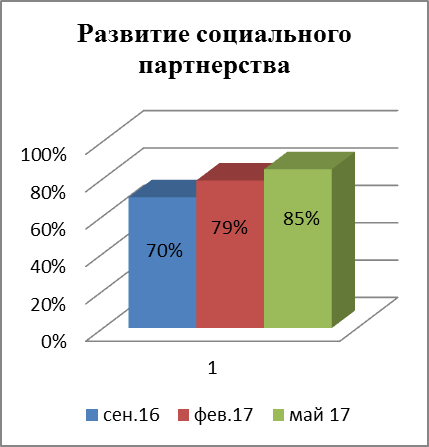 Развитие социального
партнерства
100%
80%
60%
40%
20%
0%
70%
79%
85%
1
сен.16
фев.17
май 17